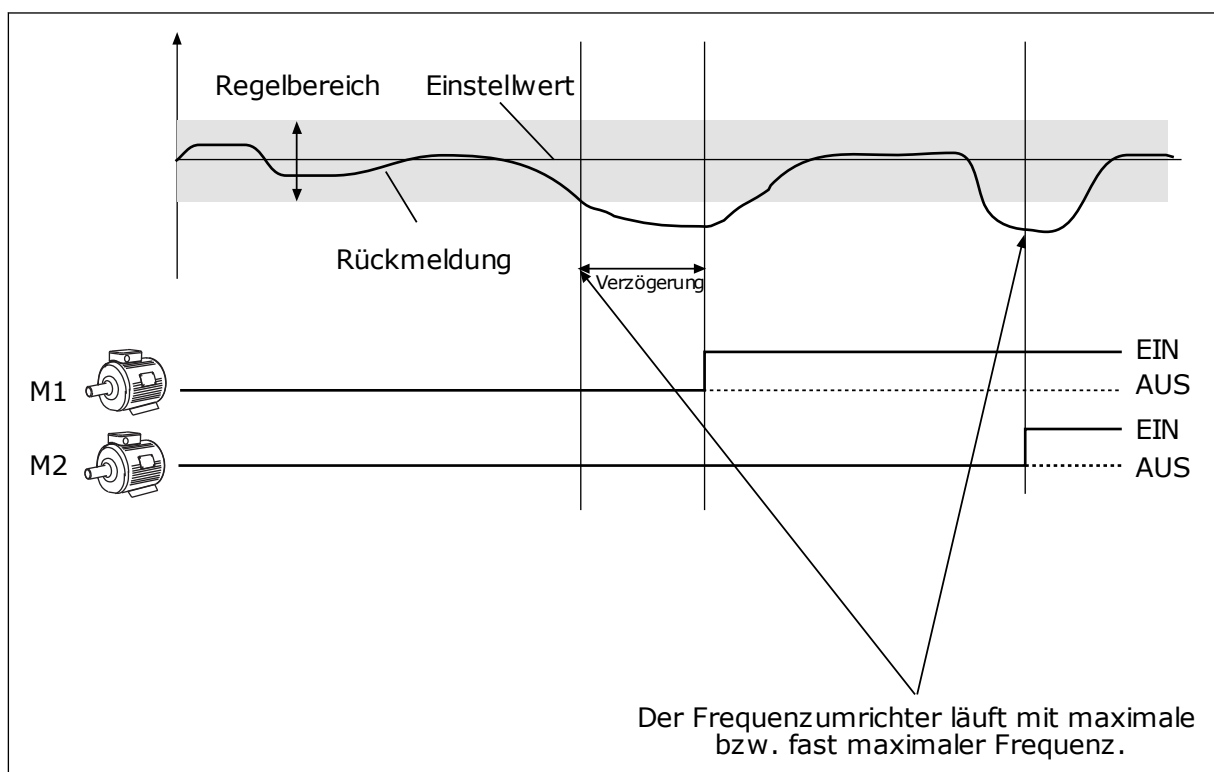 Regelbereich
Einstellwert
Rückmeldung
Verzögerung
M1
EIN
AUS
M2
EIN
AUS
Der Frequenzumrichter läuft mit maximale
bzw. fast maximaler Frequenz.